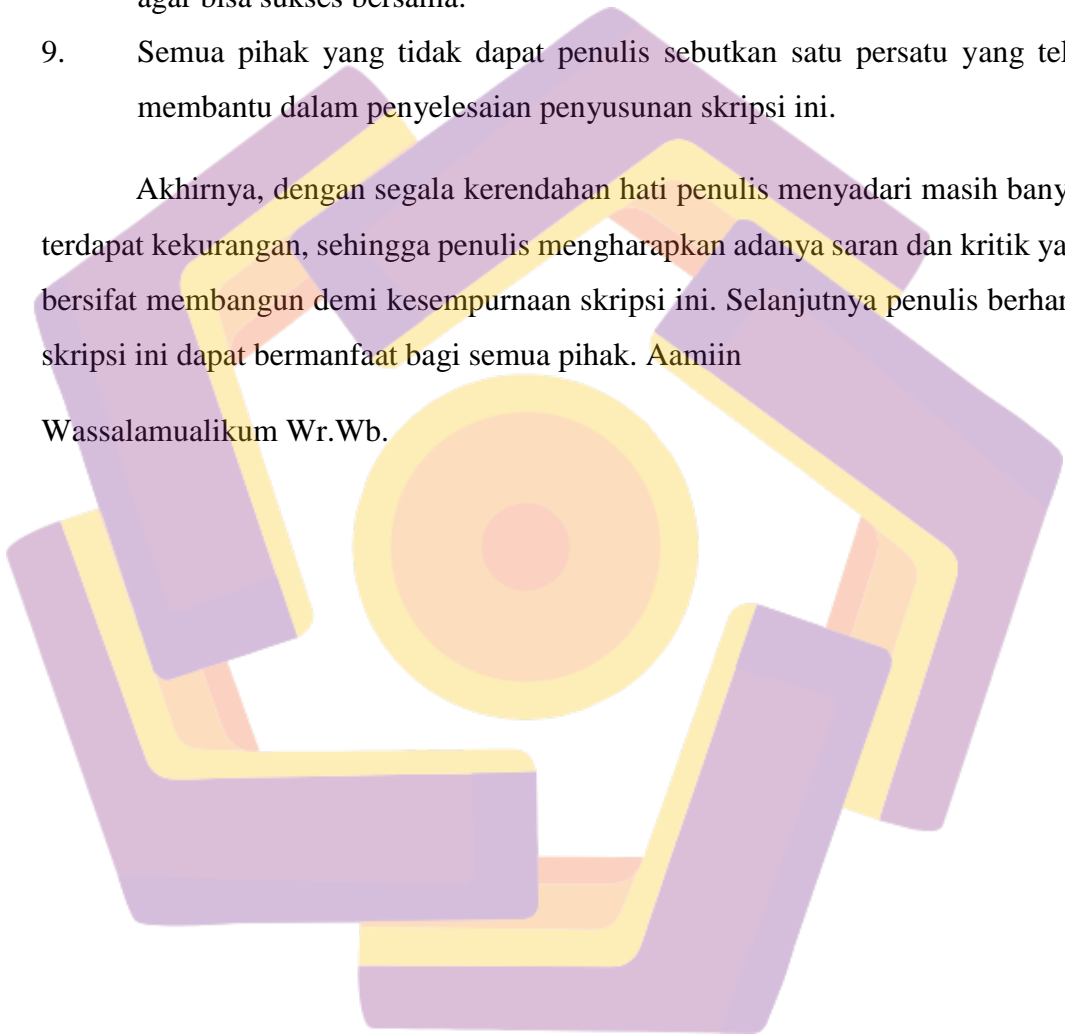 agar bisa sukses bersama.
9. Semua pihak yang tidak dapat penulis sebutkan satu persatu yang tel
membantu dalam penyelesaian penyusunan skripsi ini.
Akhirnya, dengan segala kerendahan hati penulis menyadari masih bany
terdapat kekurangan, sehingga penulis mengharapkan adanya saran dan kritik ya
bersifat membangun demi kesempurnaan skripsi ini. Selanjutnya penulis berhar
skripsi ini dapat bermanfaat bagi semua pihak. Aamiin
Wassalamualikum Wr.Wb.